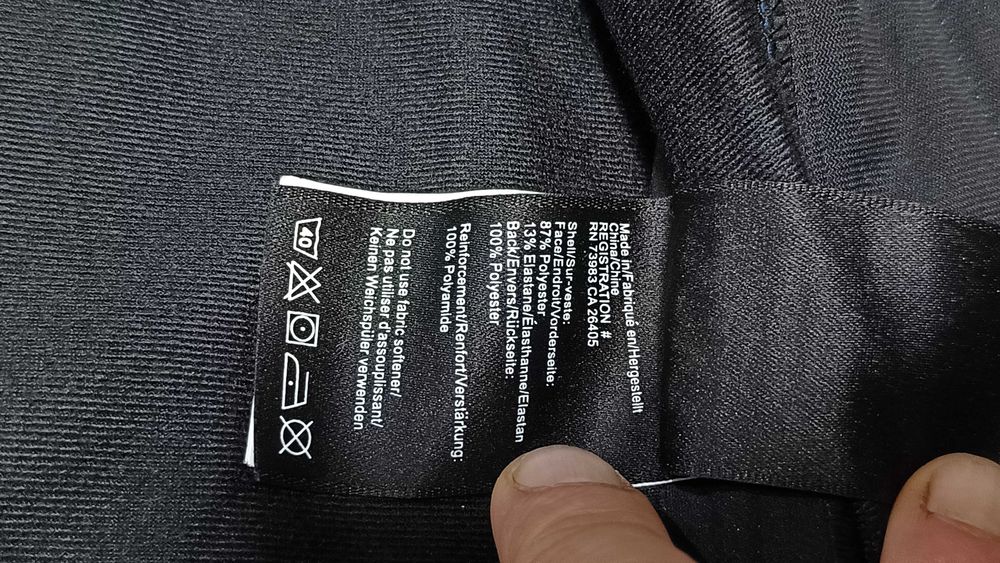 Made in/Fabriqué en/Hergestellt
China/Chine
REGISTRATION #
RN 73983 CA 26405
Shell/Sur-veste:
Face/Endroit/Vorderseite:
87% Polyester
13% Elastane/Élasthanne/Elastan
Back/Envers/Rückseite:
100% Polyester
Reinforcement/Renfort/Verstärkung:
100% Polyamide
Do not use fabric softener/
Ne pas utiliser d'assouplissant/
Keinen Weichspüler verwenden
40